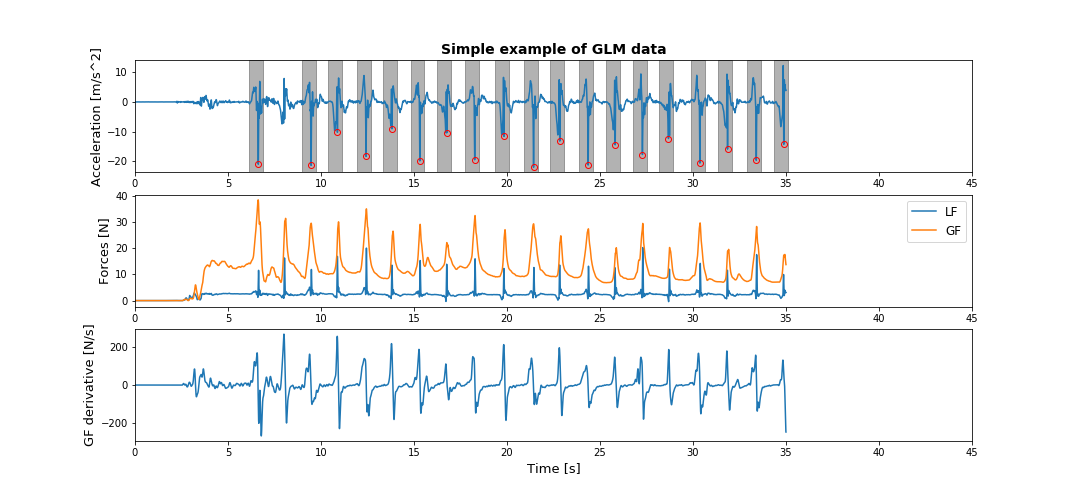 Simple example of GLM data
Acceleration [m/s^2]
10
0
−10
−20
0 5 10 15 20 25 30 35 40 45
Forces [N]
40
30
20
10
0
LF
GF
0 5 10 15 20 25 30 35 40 45
GF derivative [N/s]
200
0
−200
0 5 10 15 20 25 30 35 40 45
Time [s]